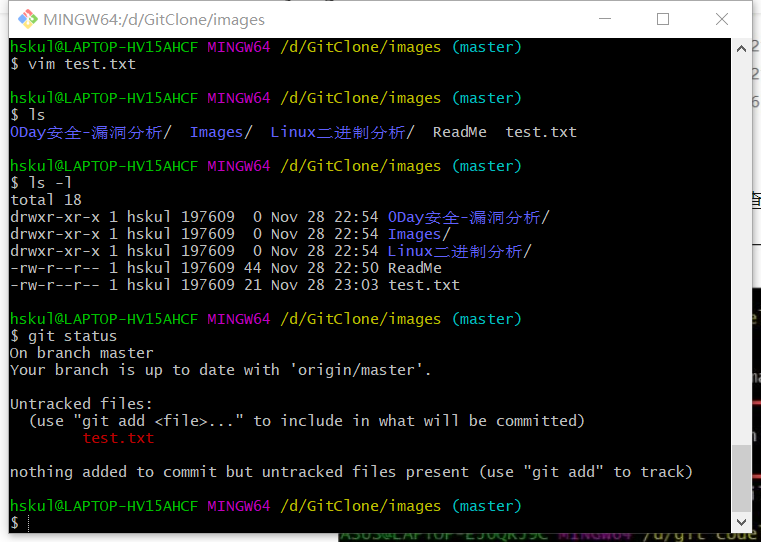 MINGW64:/d/GitClone/images
hskul@LAPTOP-HV15AHCF MINGW64 /d/GitClone/images (master)
$ vim test.txt
hskul@LAPTOP-HV15AHCF MINGW64 /d/GitClone/images (master)
$ ls
0Day安全-漏洞分析/  Images/  Linux二进制分析/  ReadMe  test.txt
hskul@LAPTOP-HV15AHCF MINGW64 /d/GitClone/images (master)
$ ls -l
total 18
drwxr-xr-x 1 hskul 197609  0 Nov 28 22:54 0Day安全-漏洞分析/
drwxr-xr-x 1 hskul 197609  0 Nov 28 22:54 Images/
drwxr-xr-x 1 hskul 197609  0 Nov 28 22:54 Linux二进制分析/
-rw-r--r-- 1 hskul 197609 44 Nov 28 22:50 ReadMe
-rw-r--r-- 1 hskul 197609 21 Nov 28 23:03 test.txt
hskul@LAPTOP-HV15AHCF MINGW64 /d/GitClone/images (master)
$ git status
On branch master
Your branch is up to date with 'origin/master'.
Untracked files:
  (use "git add <file>..." to include in what will be committed)
        test.txt
nothing added to commit but untracked files present (use "git add" to track)
hskul@LAPTOP-HV15AHCF MINGW64 /d/GitClone/images (master)
$